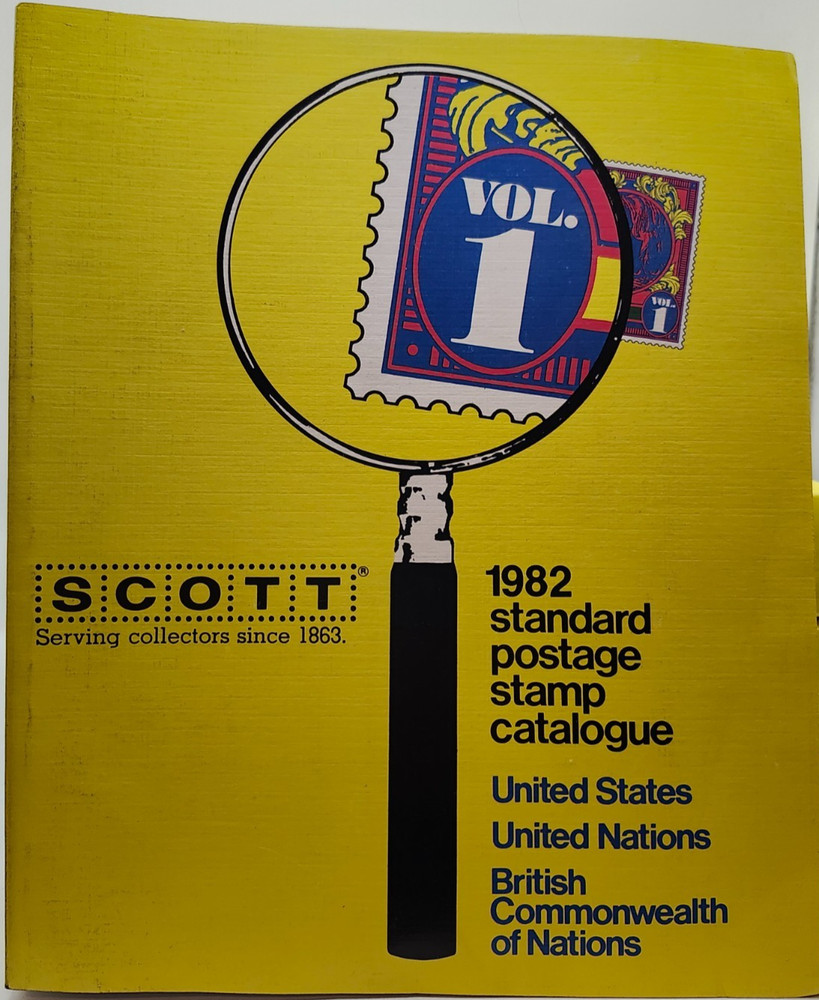 VOL.
1
VOL.
1
SCOTT®
Serving collectors since 1863.
1982
standard
postage
stamp
catalogue
United States
United Nations
British
Commonwealth
of Nations